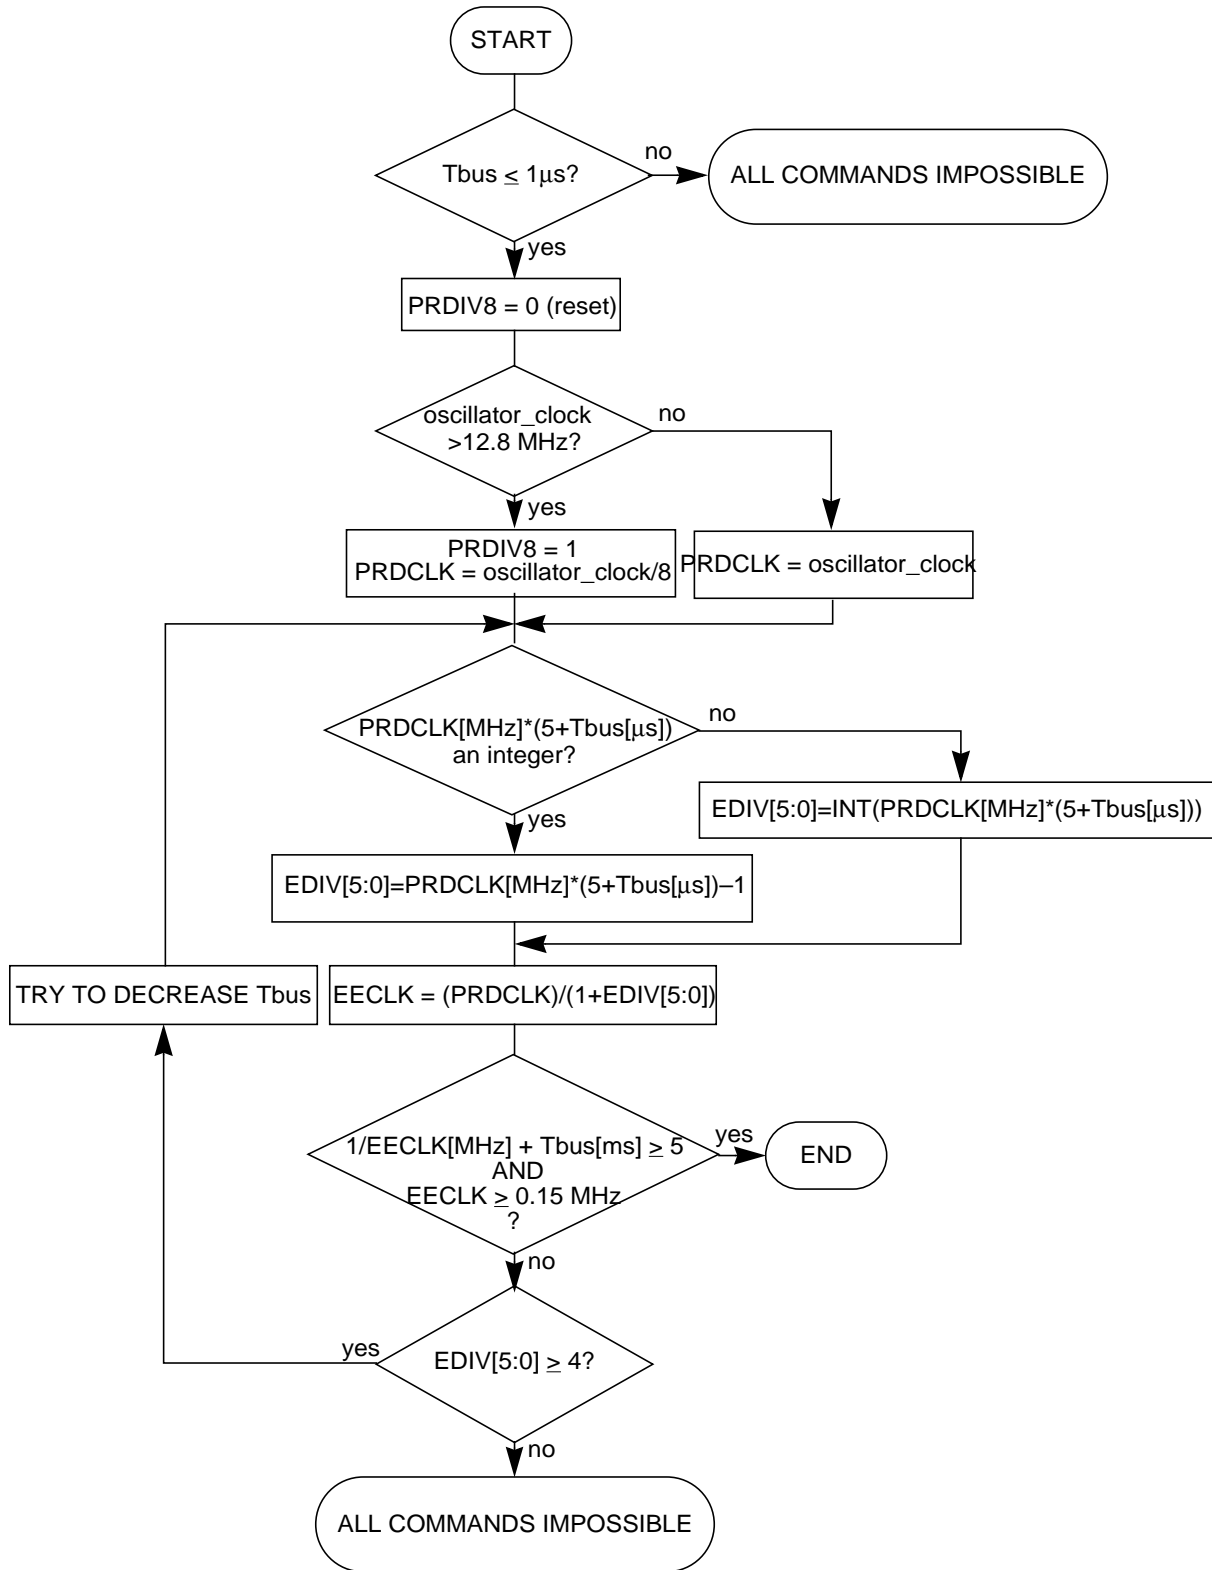 START
Tbus ≤ 1μs?
no
ALL COMMANDS IMPOSSIBLE
yes
PRDIV8 = 0 (reset)
oscillator_clock
>12.8 MHz?
no
yes
PRDIV8 = 1
PRDCLK = oscillator_clock/8
PRDCLK = oscillator_clock
PRDCLK[MHz]*(5+Tbus[μs])
an integer?
no
yes
EDIV[5:0]=INT(PRDCLK[MHz]*(5+Tbus[μs]))
EDIV[5:0]=PRDCLK[MHz]*(5+Tbus[μs])–1
TRY TO DECREASE Tbus
EECLK = (PRDCLK)/(1+EDIV[5:0])
1/EECLK[MHz] + Tbus[ms] ≥ 5
AND
EECLK ≥ 0.15 MHz
?
yes
END
no
EDIV[5:0] ≥ 4?
yes
no
ALL COMMANDS IMPOSSIBLE